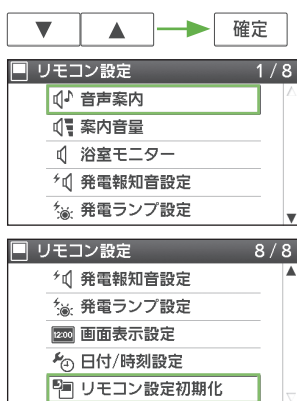 ▼ ▲ 確定
リモコン設定 1/8
音声案内
案内音量
浴室モニター
発電報知音設定
発電ランプ設定
リモコン設定 8/8
発電報知音設定
発電ランプ設定
12:00 画面表示設定
日付/時刻設定
リモコン設定初期化